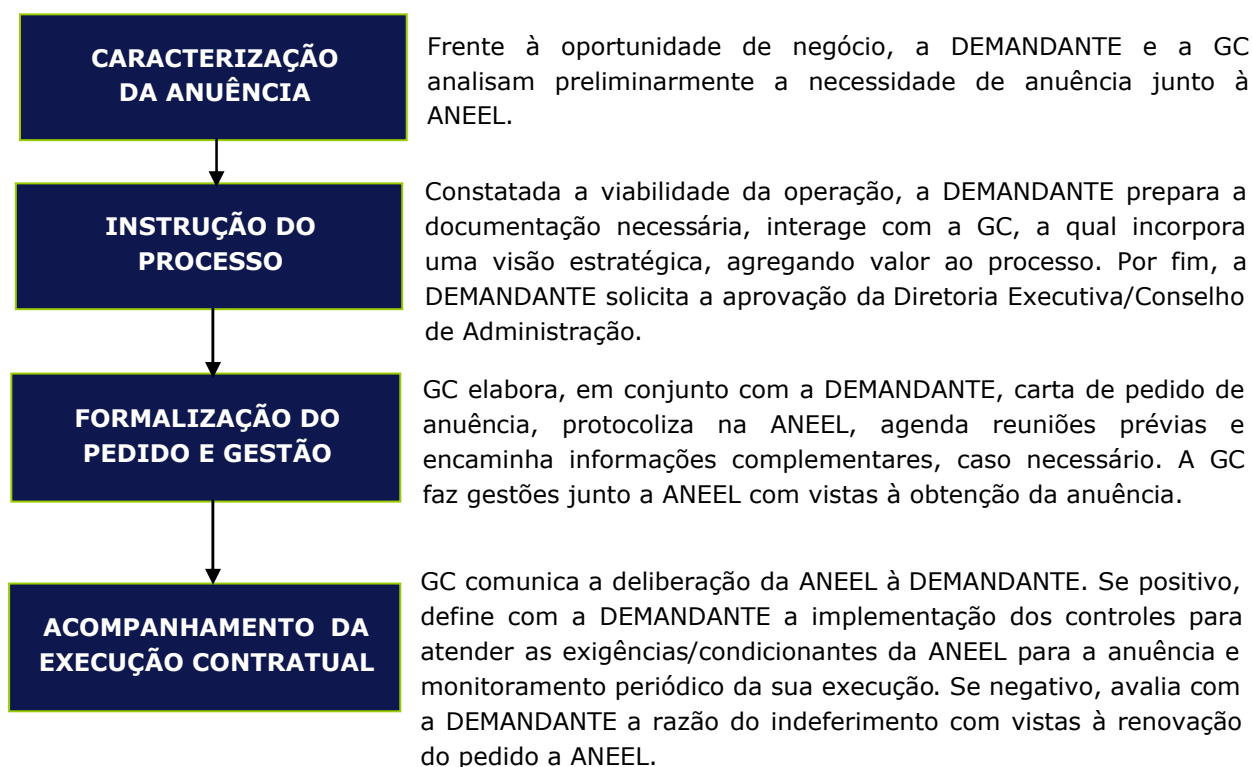 CARACTERIZAÇÃO
DA ANUÊNCIA
Frente à oportunidade de negócio, a DEMANDANTE e a GC
analisam preliminarmente a necessidade de anuência junto à
ANEEL.
INSTRUÇÃO DO
PROCESSO
Constatada a viabilidade da operação, a DEMANDANTE prepara a
documentação necessária, interage com a GC, a qual incorpora
uma visão estratégica, agregando valor ao processo. Por fim, a
DEMANDANTE solicita a aprovação da Diretoria Executiva/Conselho
de Administração.
FORMALIZAÇÃO DO
PEDIDO E GESTÃO
GC elabora, em conjunto com a DEMANDANTE, carta de pedido de
anuência, protocoliza na ANEEL, agenda reuniões prévias e
encaminha informações complementares, caso necessário. A GC
faz gestões junto a ANEEL com vistas à obtenção da anuência.
ACOMPANHAMENTO DA
EXECUÇÃO CONTRATUAL
GC comunica a deliberação da ANEEL à DEMANDANTE. Se positivo,
define com a DEMANDANTE a implementação dos controles para
atender as exigências/condicionantes da ANEEL para a anuência e
monitoramento periódico da sua execução. Se negativo, avalia com
a DEMANDANTE a razão do indeferimento com vistas à renovação
do pedido a ANEEL.